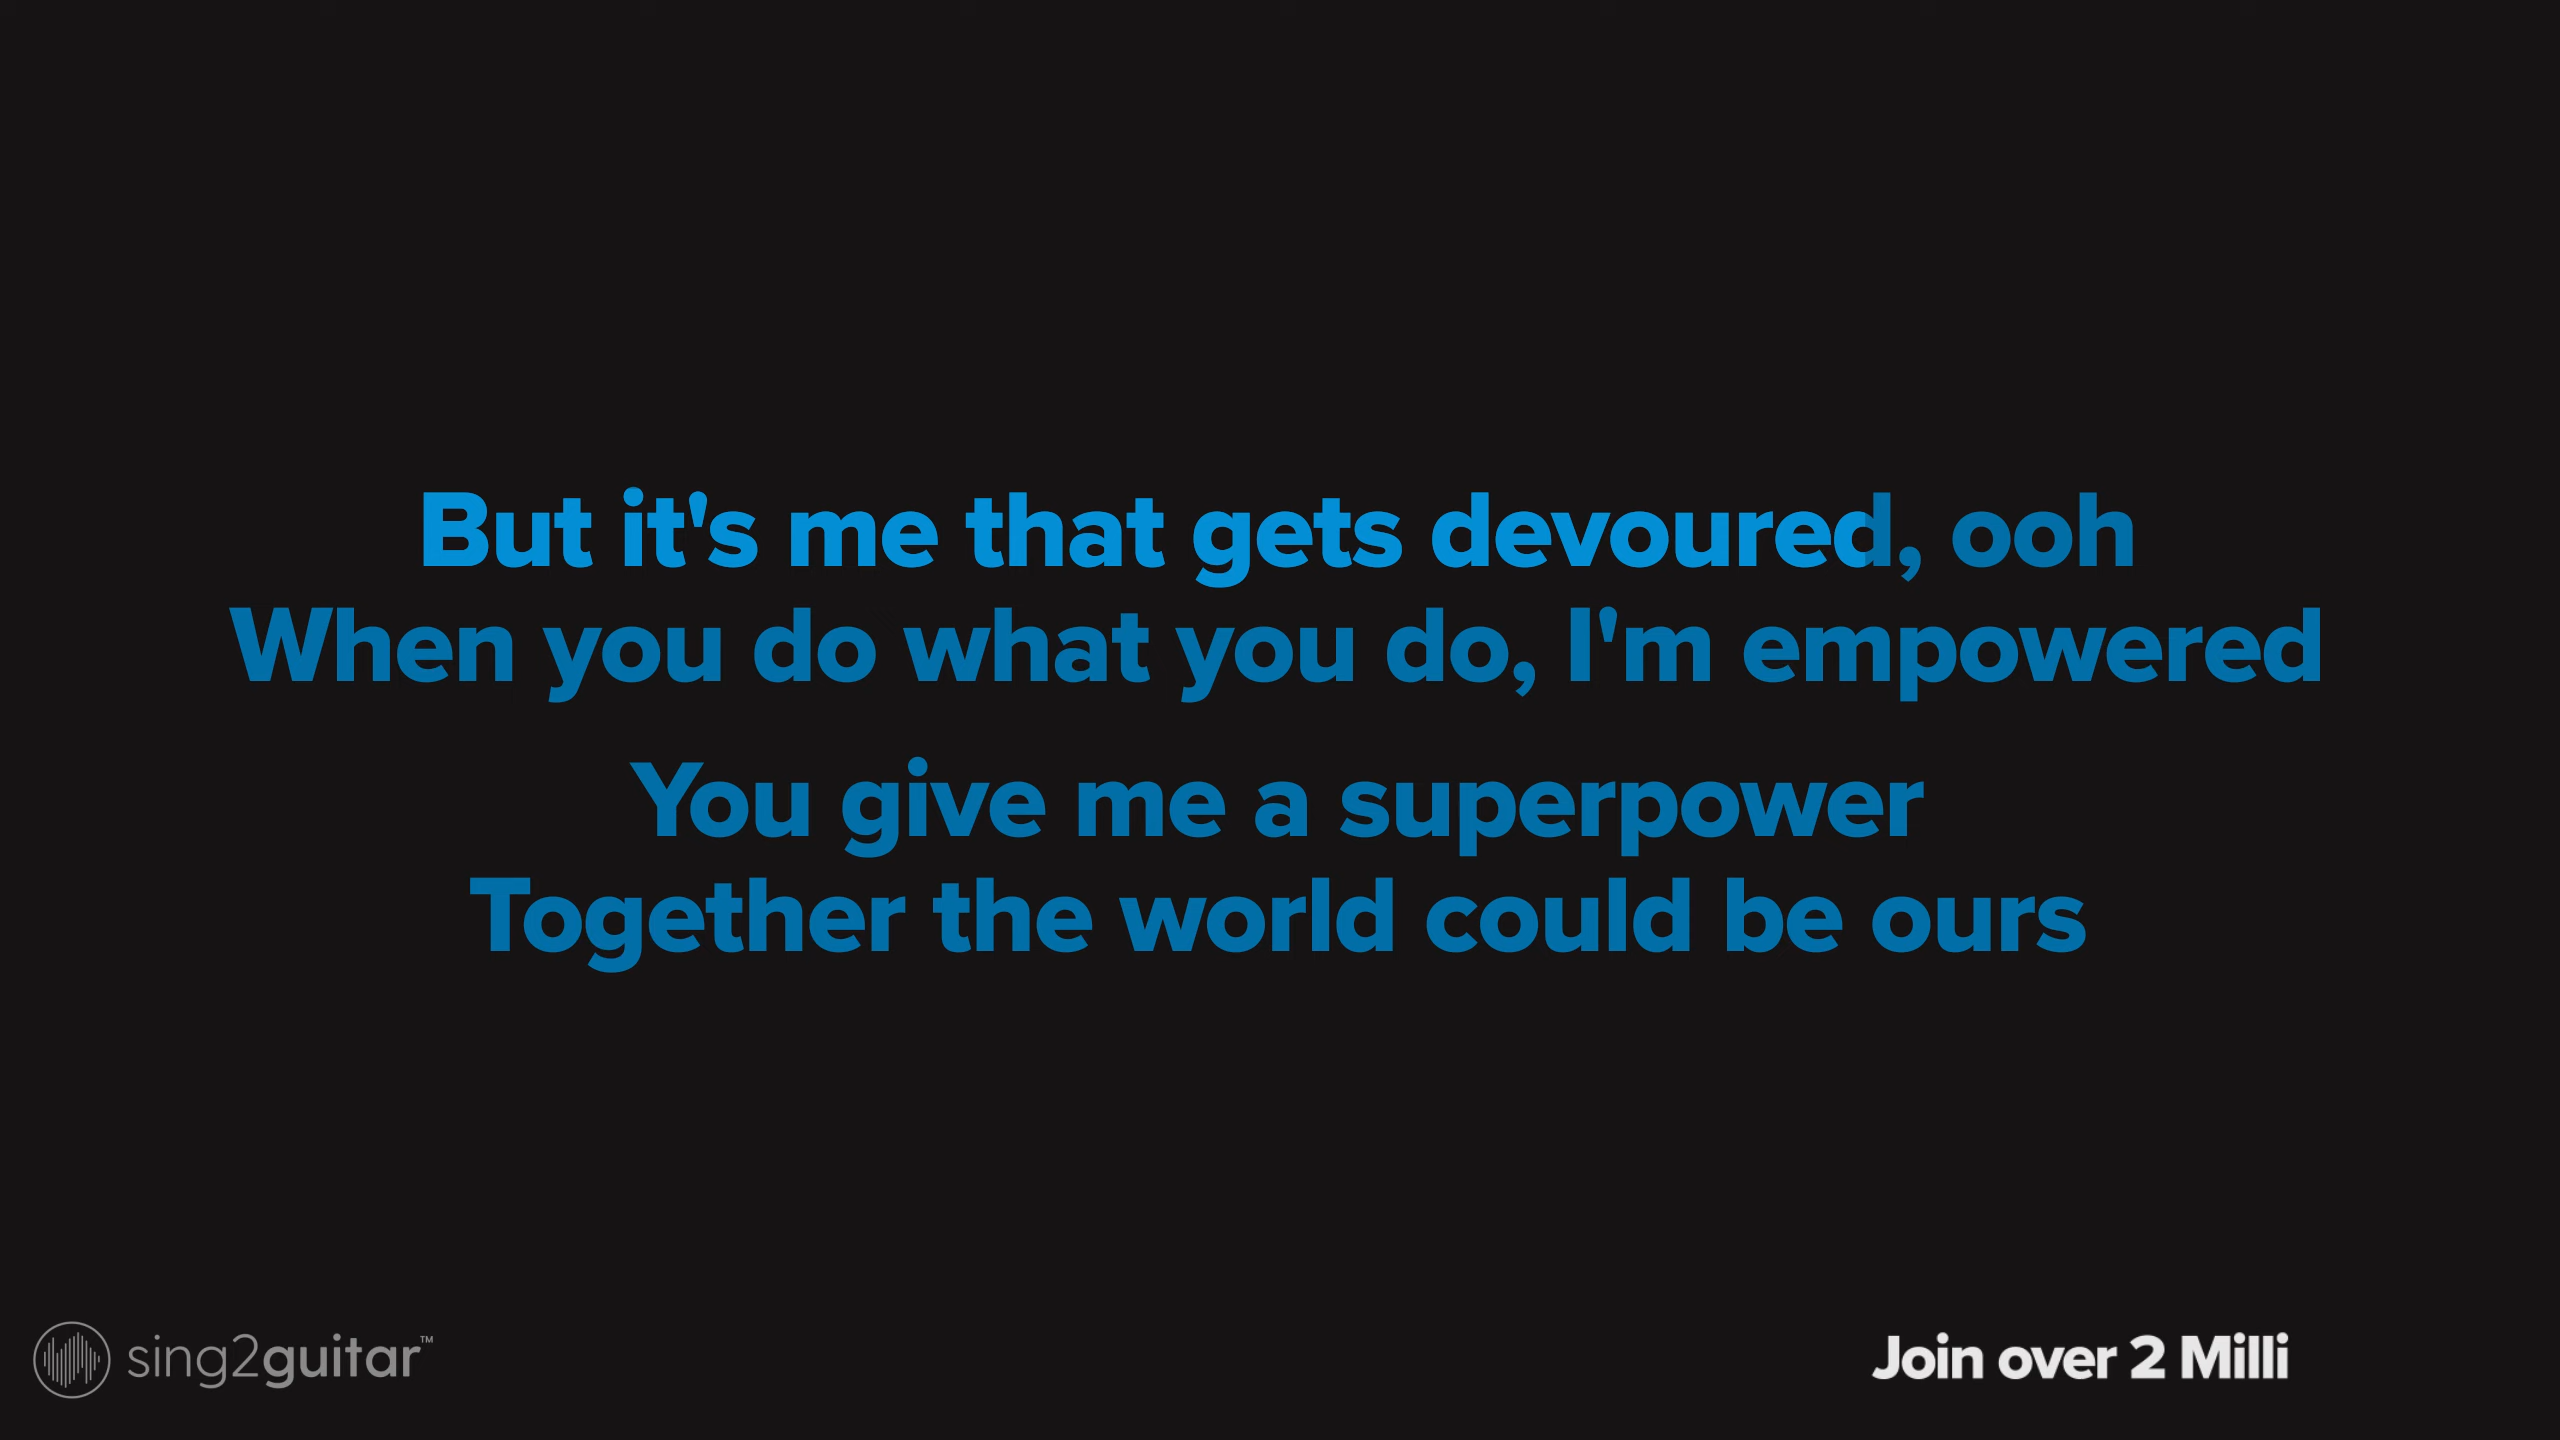 But it's me that gets devoured, ooh
When you do what you do, I'm empowered
You give me a superpower
Together the world could be ours
sing2guitar™
Join over 2 Milli